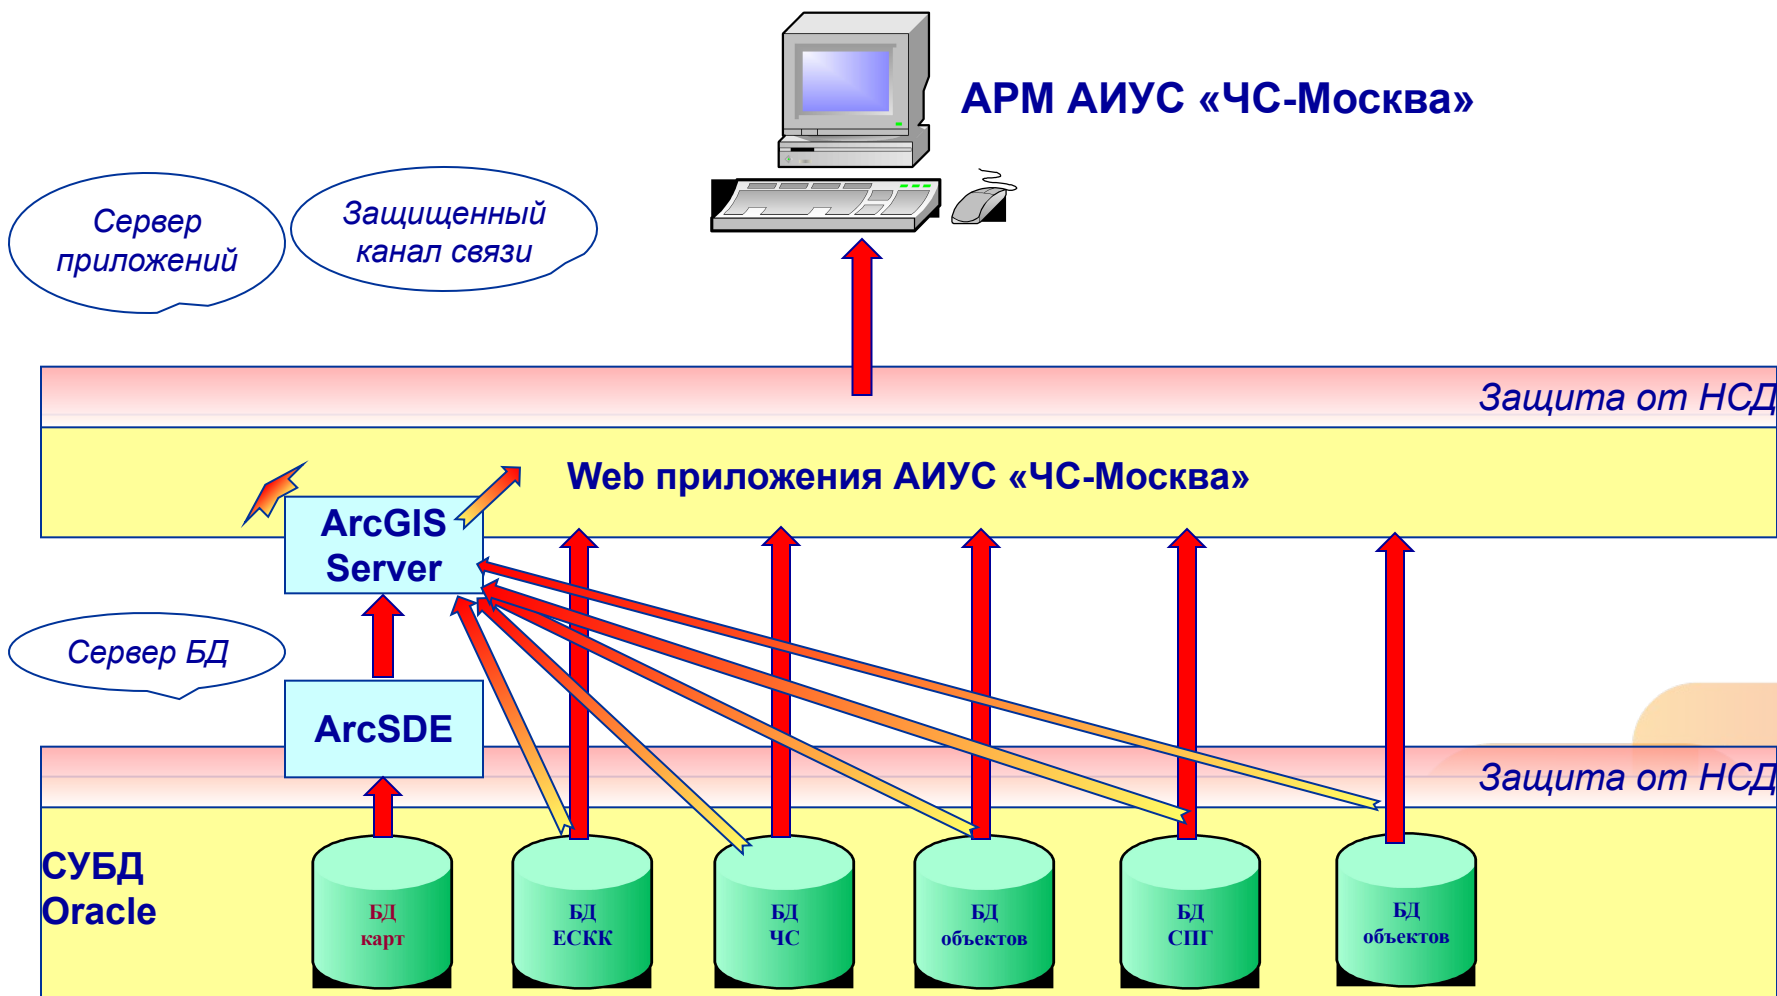 АРМ АИУС «ЧС-Москва»
Сервер
приложений
Защищенный
канал связи
Защита от НСД
Web приложения АИУС «ЧС-Москва»
ArcGIS
Server
Сервер БД
ArcSDE
Защита от НСД
СУБД
Oracle
БД
карт
БД
ЕСКК
БД
ЧС
БД
объектов
БД
СПГ
БД
объектов